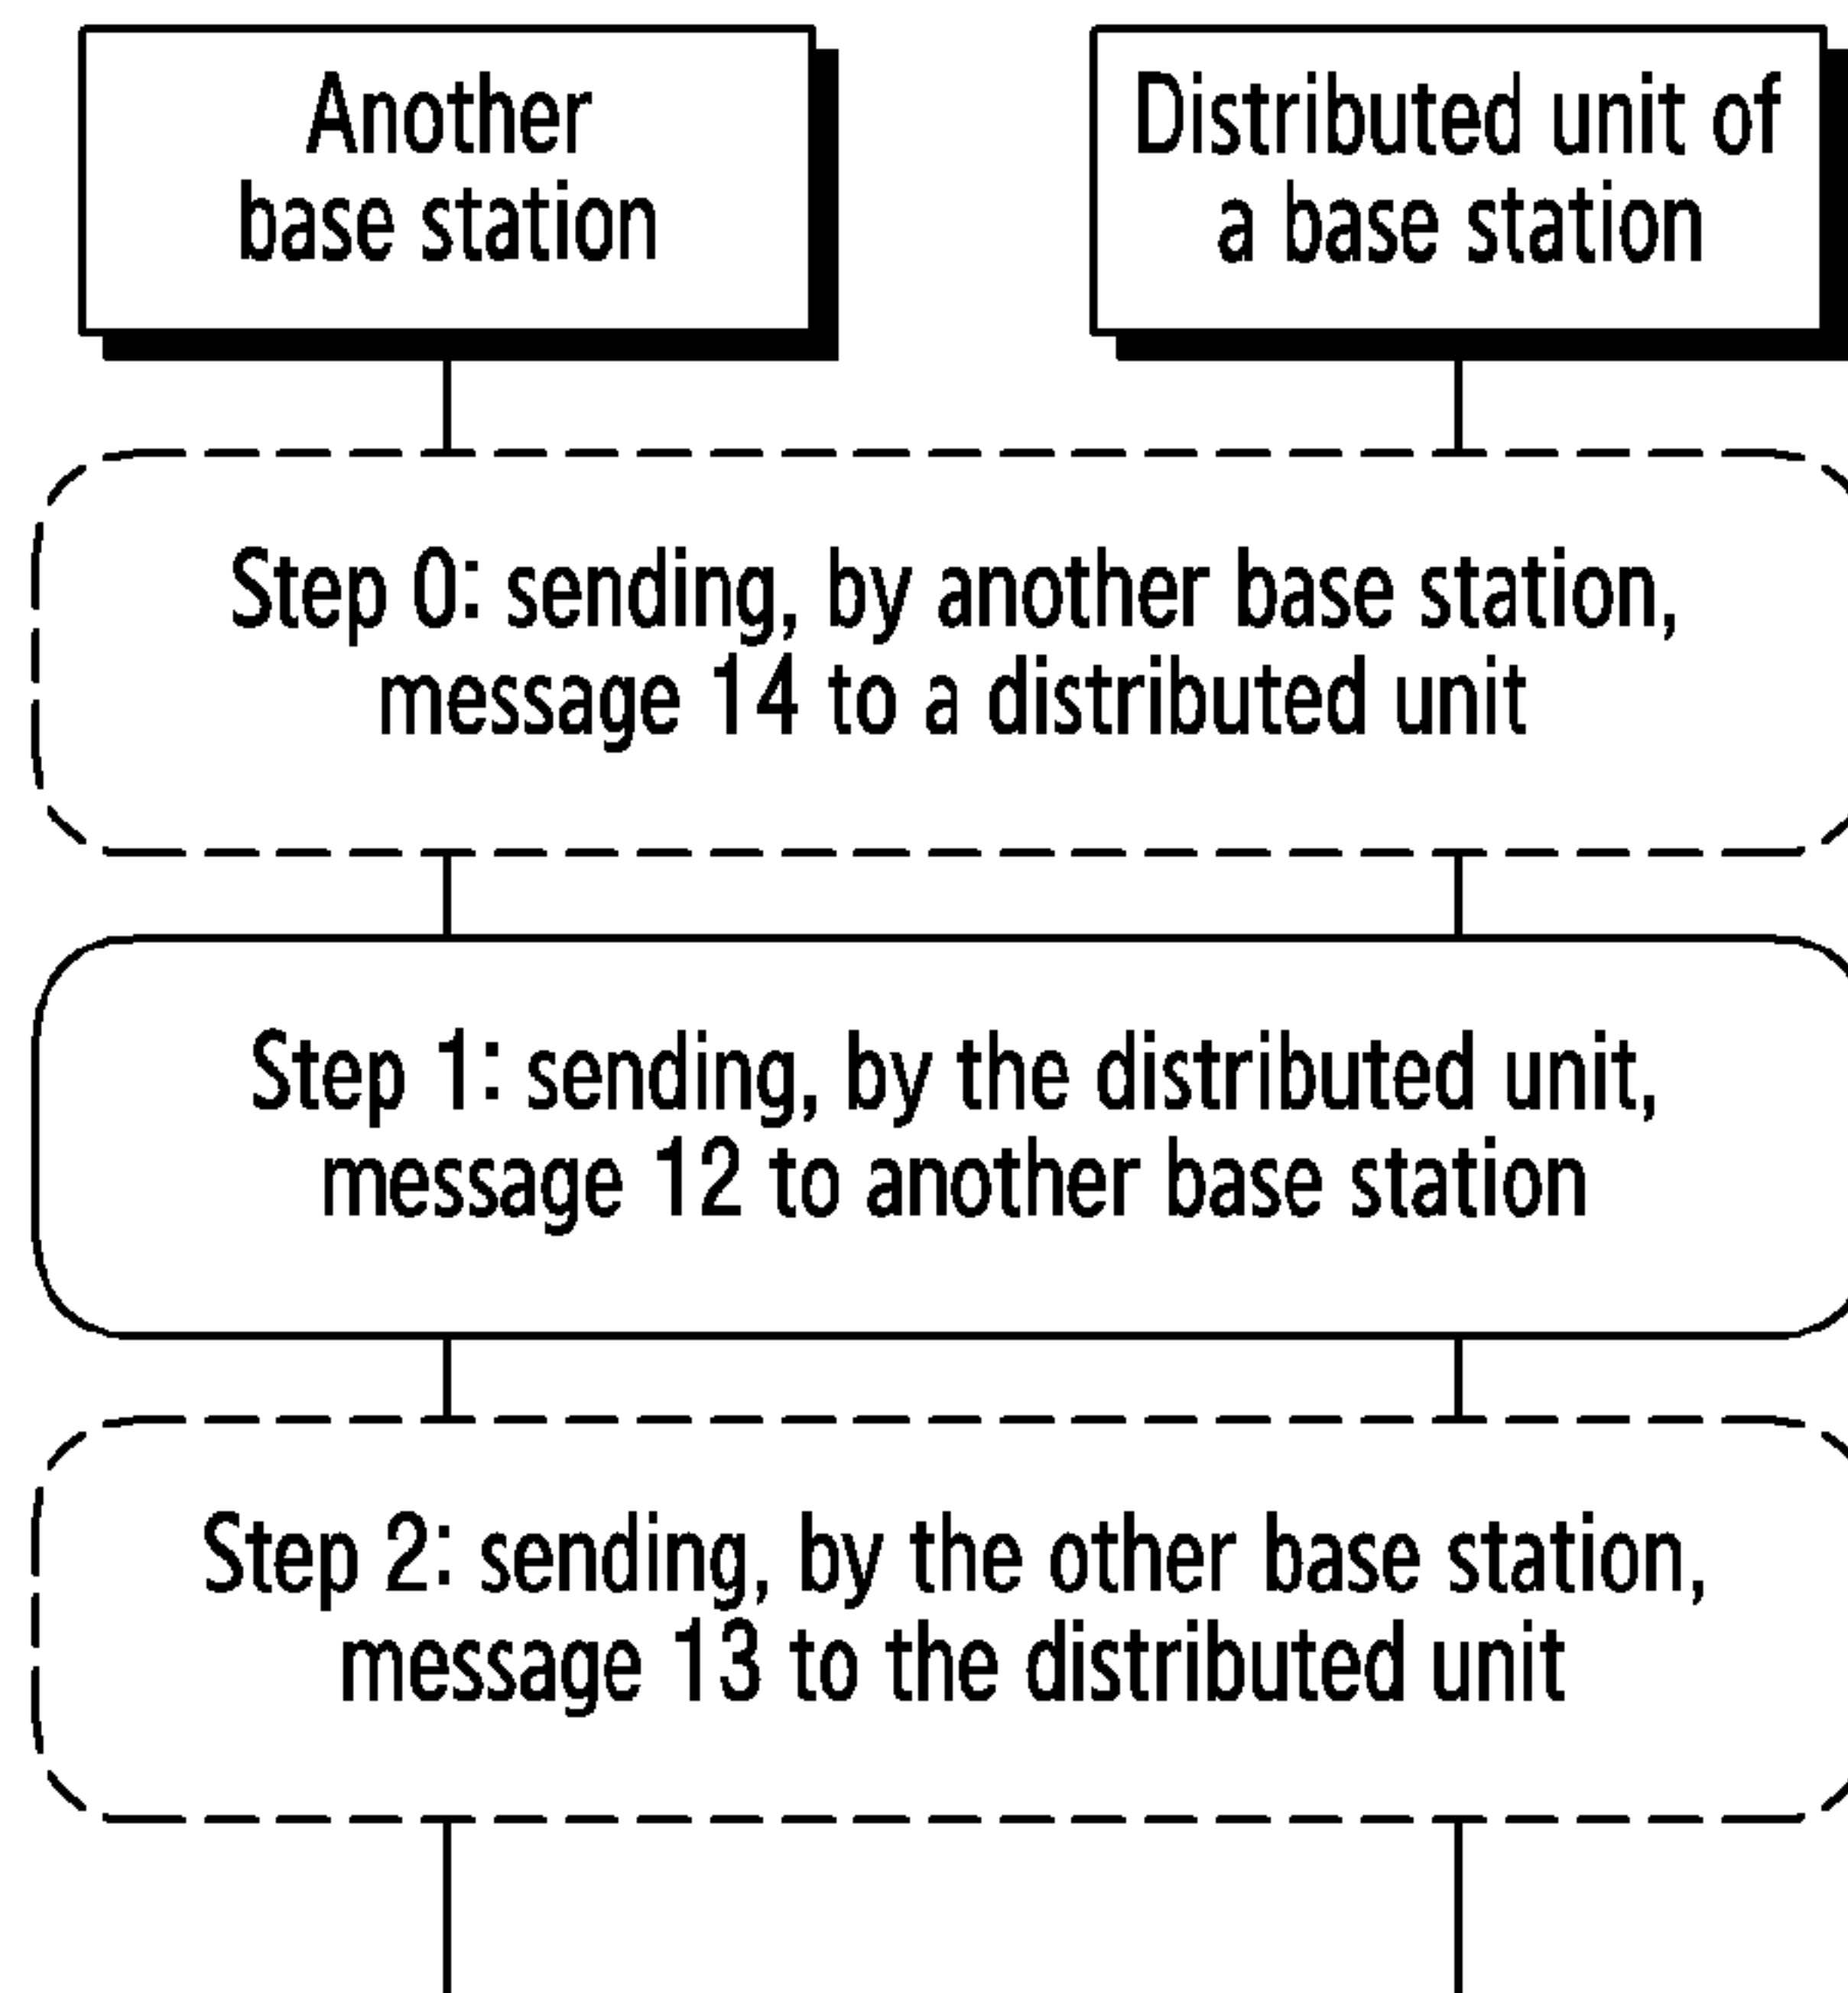 Another
base station
Distributed unit of
a base station
Step 0: sending, by another base station,
message 14 to a distributed unit
Step 1: sending, by the distributed unit,
message 12 to another base station
Step 2: sending, by the other base station,
message 13 to the distributed unit